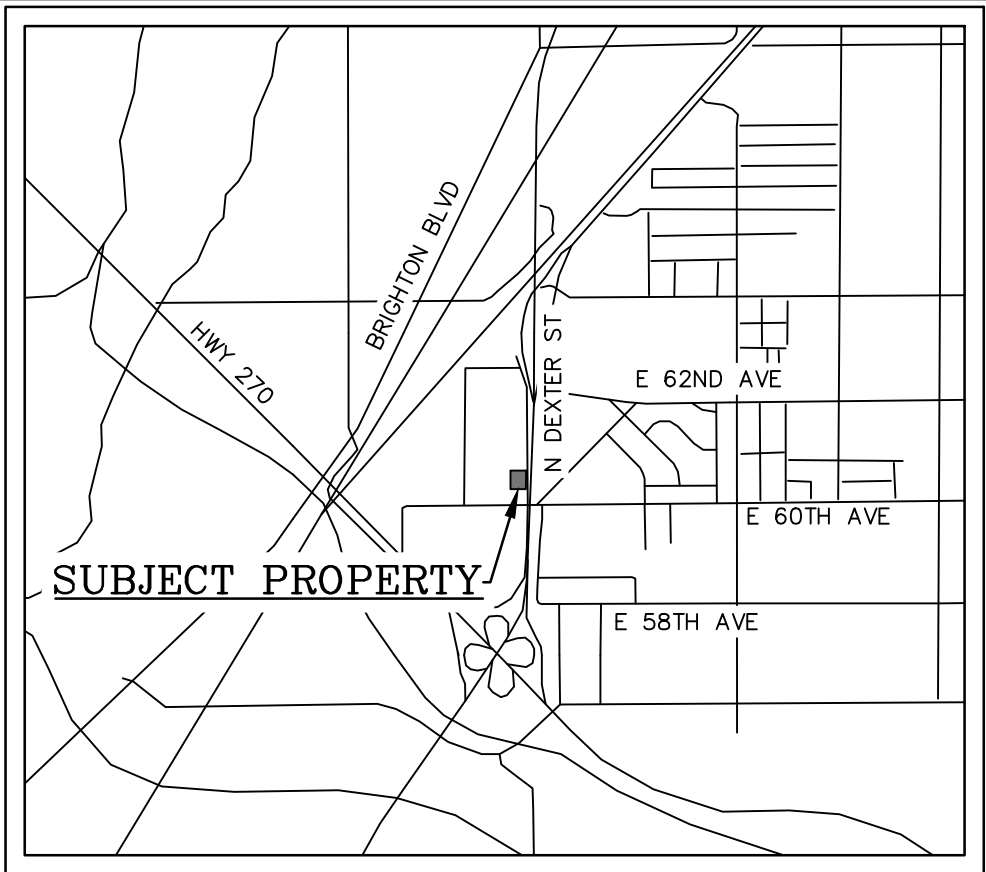 BRIGHTON BLVD
HWY 270
N DEXTER ST
E 62ND AVE
E 60TH AVE
SUBJECT PROPERTY
E 58TH AVE